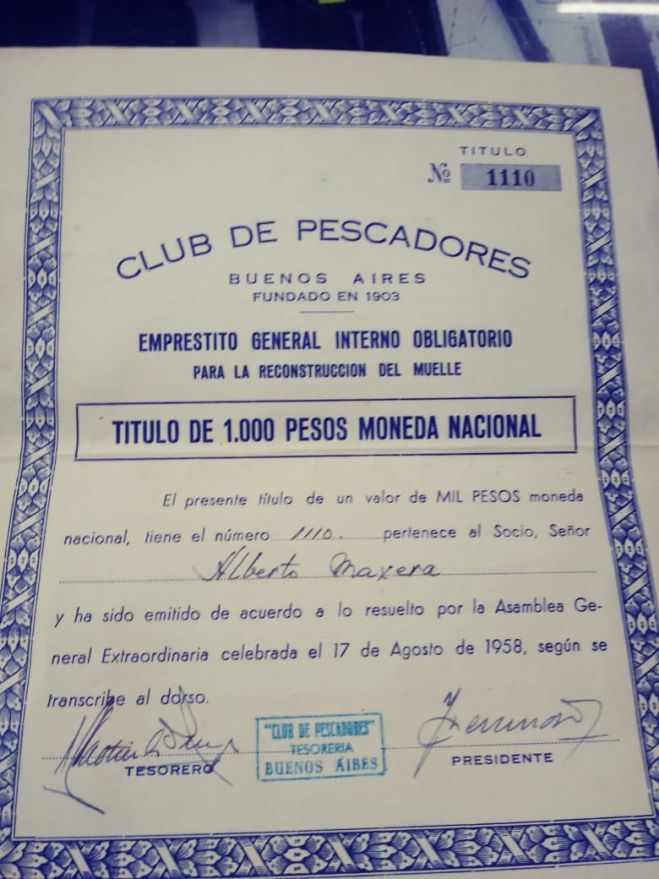 TITULO
Nº 1110
CLUB DE PESCADORES
BUENOS AIRES
FUNDADO EN 1903
EMPRESTITO GENERAL INTERNO OBLIGATORIO
PARA LA RECONSTRUCCION DEL MUELLE
TITULO DE 1.000 PESOS MONEDA NACIONAL
El presente título de un valor de MIL PESOS moneda
nacional, tiene el número 1110. pertenece al Socio, Señor
Alberto Maxera
y ha sido emitido de acuerdo a lo resuelto por la Asamblea Ge-
neral Extraordinaria celebrada el 17 de Agosto de 1958, según se
transcribe al dorso.
"CLUB DE PESCADORES"
TESORERIA
BUENOS AIRES
TESORERO
PRESIDENTE